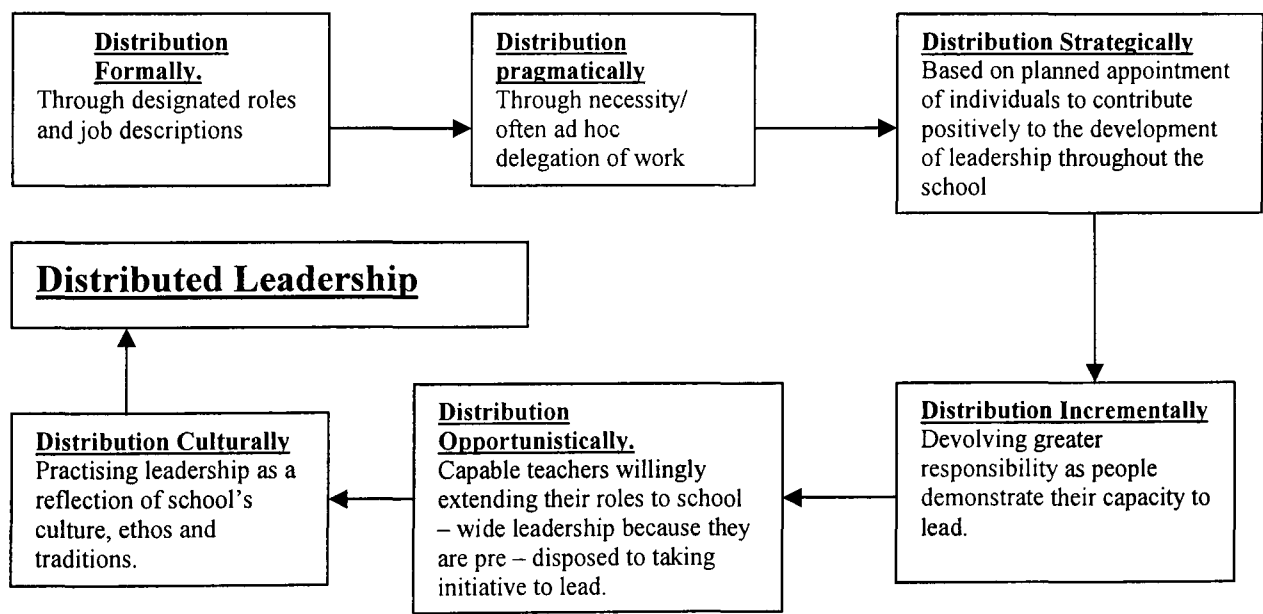 Distribution
Formally.
Through designated roles
and job descriptions
Distribution
pragmatically
Through necessity/
often ad hoc
delegation of work
Distribution Strategically
Based on planned appointment
of individuals to contribute
positively to the development
of leadership throughout the
school
Distribution Incrementally
Devolving greater
responsibility as people
demonstrate their capacity to
lead.
Distribution
Opportunistically.
Capable teachers willingly
extending their roles to school
– wide leadership because they
are pre – disposed to taking
initiative to lead.
Distribution Culturally
Practising leadership as a
reflection of school's
culture, ethos and
traditions.
Distributed Leadership